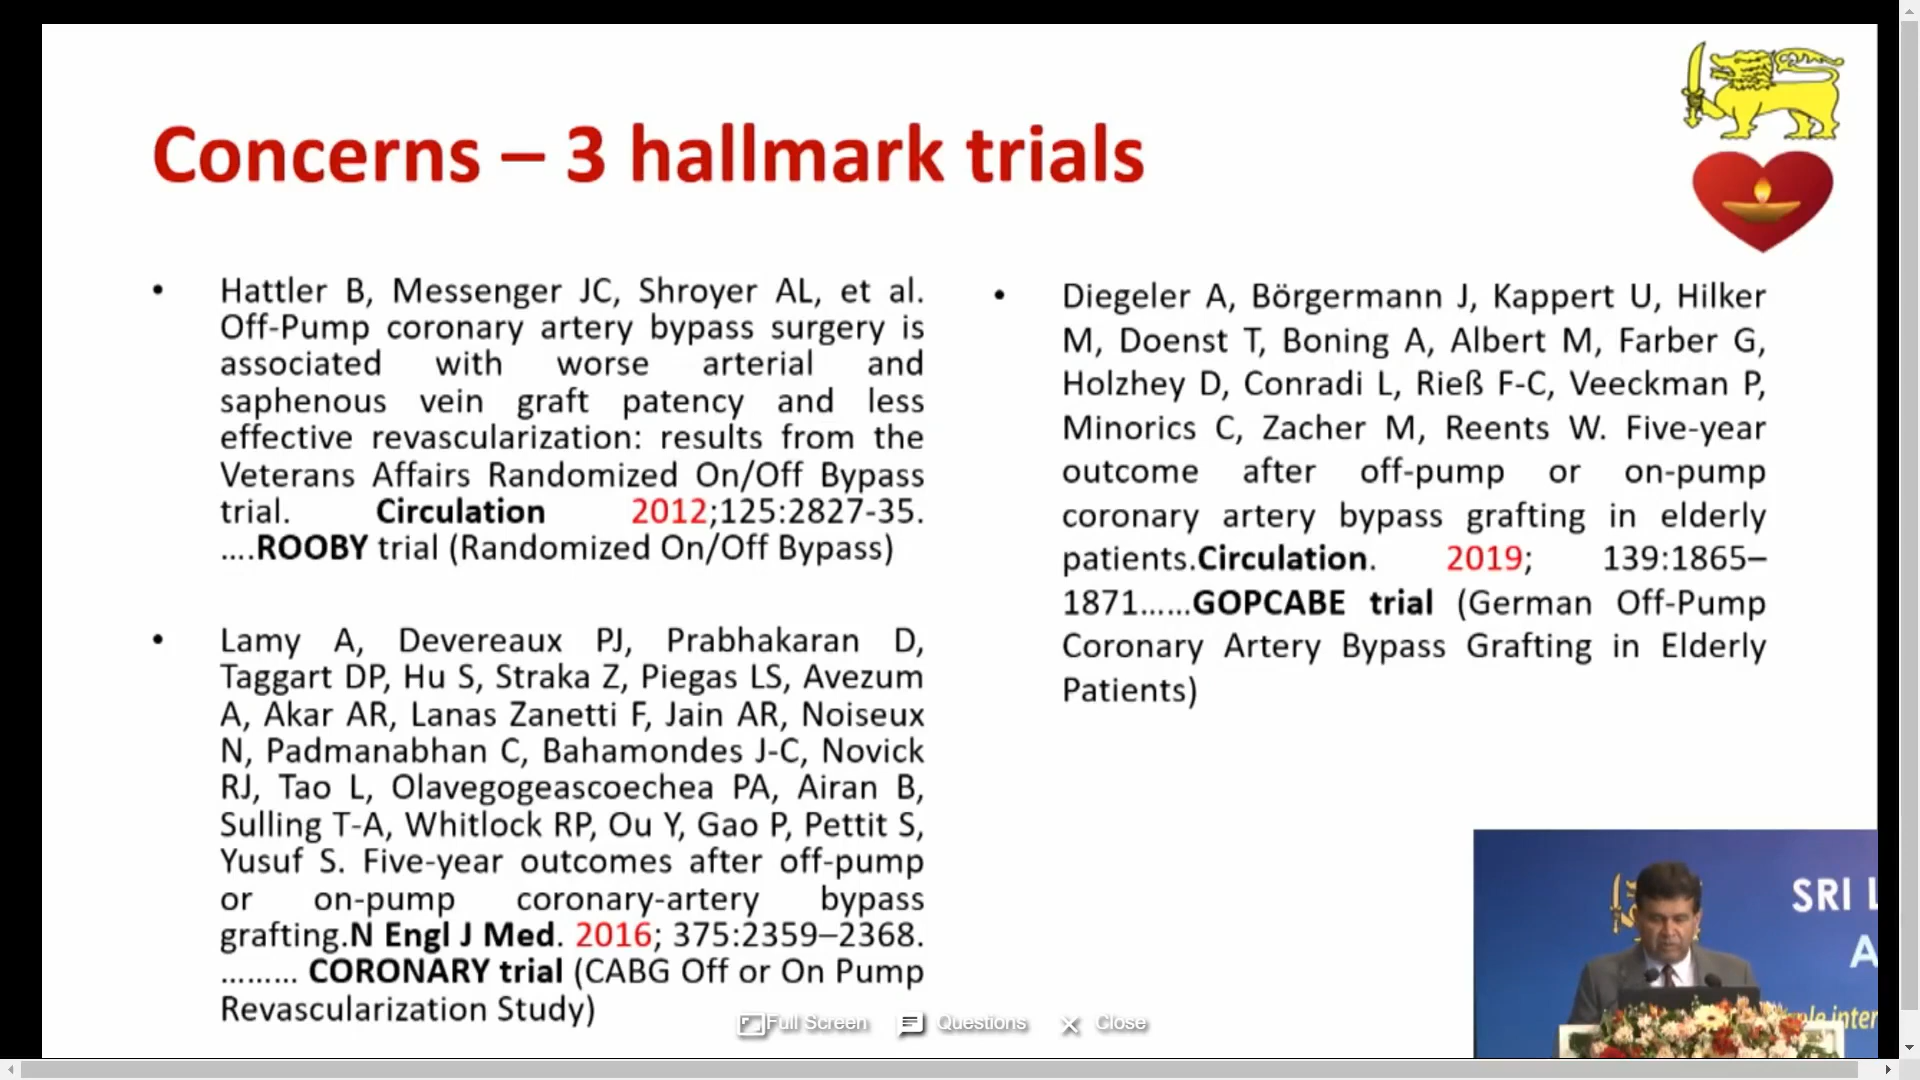 Concerns – 3 hallmark trials
• Hattler B, Messenger JC, Shroyer AL, et al.
Off-Pump coronary artery bypass surgery is
associated with worse arterial and
saphenous vein graft patency and less
effective revascularization: results from the
Veterans Affairs Randomized On/Off Bypass
trial. Circulation 2012;125:2827-35.
....ROOBY trial (Randomized On/Off Bypass)
• Lamy A, Devereaux PJ, Prabhakaran D,
Taggart DP, Hu S, Straka Z, Piegas LS, Avezum
A, Akar AR, Lanas Zanetti F, Jain AR, Noiseux
N, Padmanabhan C, Bahamondes J-C, Novick
RJ, Tao L, Olavegogeascoechea PA, Airan B,
Sulling T-A, Whitlock RP, Ou Y, Gao P, Pettit S,
Yusuf S. Five-year outcomes after off-pump
or on-pump coronary-artery bypass
grafting.N Engl J Med. 2016; 375:2359–2368.
......... CORONARY trial (CABG Off or On Pump
Revascularization Study)
• Diegeler A, Börgermann J, Kappert U, Hilker
M, Doenst T, Boning A, Albert M, Farber G,
Holzhey D, Conradi L, Rieß F-C, Veeckman P,
Minorics C, Zacher M, Reents W. Five-year
outcome after off-pump or on-pump
coronary artery bypass grafting in elderly
patients.Circulation. 2019; 139:1865–
1871......GOPCABE trial (German Off-Pump
Coronary Artery Bypass Grafting in Elderly
Patients)
SRI L
A
Full Screen Questions Close